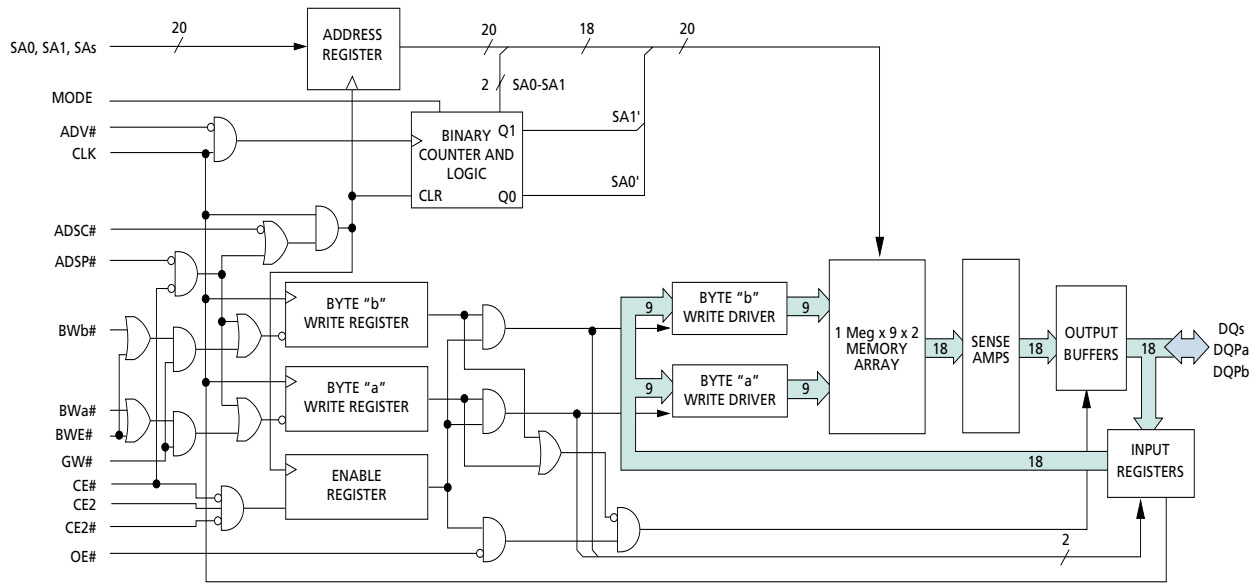 20
SA0, SA1, SAs
ADDRESS
REGISTER
20
18
20
2
SA0-SA1
MODE
ADV#
CLK
BINARY
COUNTER AND
LOGIC
Q1
CLR
Q0
SA1'
SA0'
ADSC#
ADSP#
BWb#
BWa#
BWE#
GW#
CE#
CE2
CE2#
OE#
BYTE “b”
WRITE REGISTER
BYTE “a”
WRITE REGISTER
ENABLE
REGISTER
9
BYTE “b”
WRITE DRIVER
9
9
BYTE “a”
WRITE DRIVER
9
1 Meg x 9 x 2
MEMORY
ARRAY
18
SENSE
AMPS
18
OUTPUT
BUFFERS
18
DQs
DQPa
DQPb
18
INPUT
REGISTERS
2